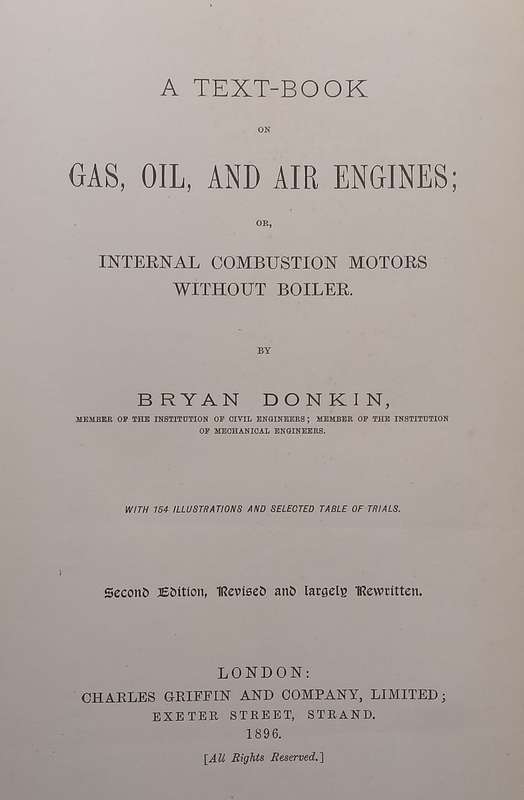 A TEXT-BOOK
ON
GAS, OIL, AND AIR ENGINES;
OR,
INTERNAL COMBUSTION MOTORS
WITHOUT BOILER.
BY
BRYAN DONKIN,
MEMBER OF THE INSTITUTION OF CIVIL ENGINEERS; MEMBER OF THE INSTITUTION
OF MECHANICAL ENGINEERS.
WITH 154 ILLUSTRATIONS AND SELECTED TABLE OF TRIALS.
Second Edition, Revised and largely Rewritten.
LONDON:
CHARLES GRIFFIN AND COMPANY, LIMITED;
EXETER STREET, STRAND.
1896.
[All Rights Reserved.]